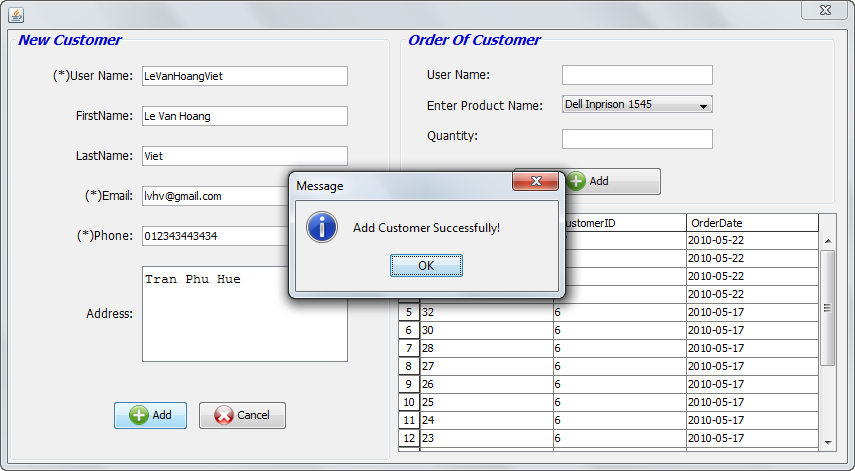 New Customer
(*)User Name: LeVanHoangViet
FirstName: Le Van Hoang
LastName: Viet
(*)Email: lvhv@gmail.com
(*)Phone: 012343443434
Address: Tran Phu Hue
Add Cancel
Order Of Customer
User Name:
Enter Product Name: Dell Inprison 1545
Quantity:
Add
Message
Add Customer Successfully!
OK
OrderDate
2010-05-22
2010-05-22
2010-05-22
2010-05-22
5 32 6 2010-05-17
6 30 6 2010-05-17
7 28 6 2010-05-17
8 27 6 2010-05-17
9 26 6 2010-05-17
10 25 6 2010-05-17
11 24 6 2010-05-17
12 23 6 2010-05-17